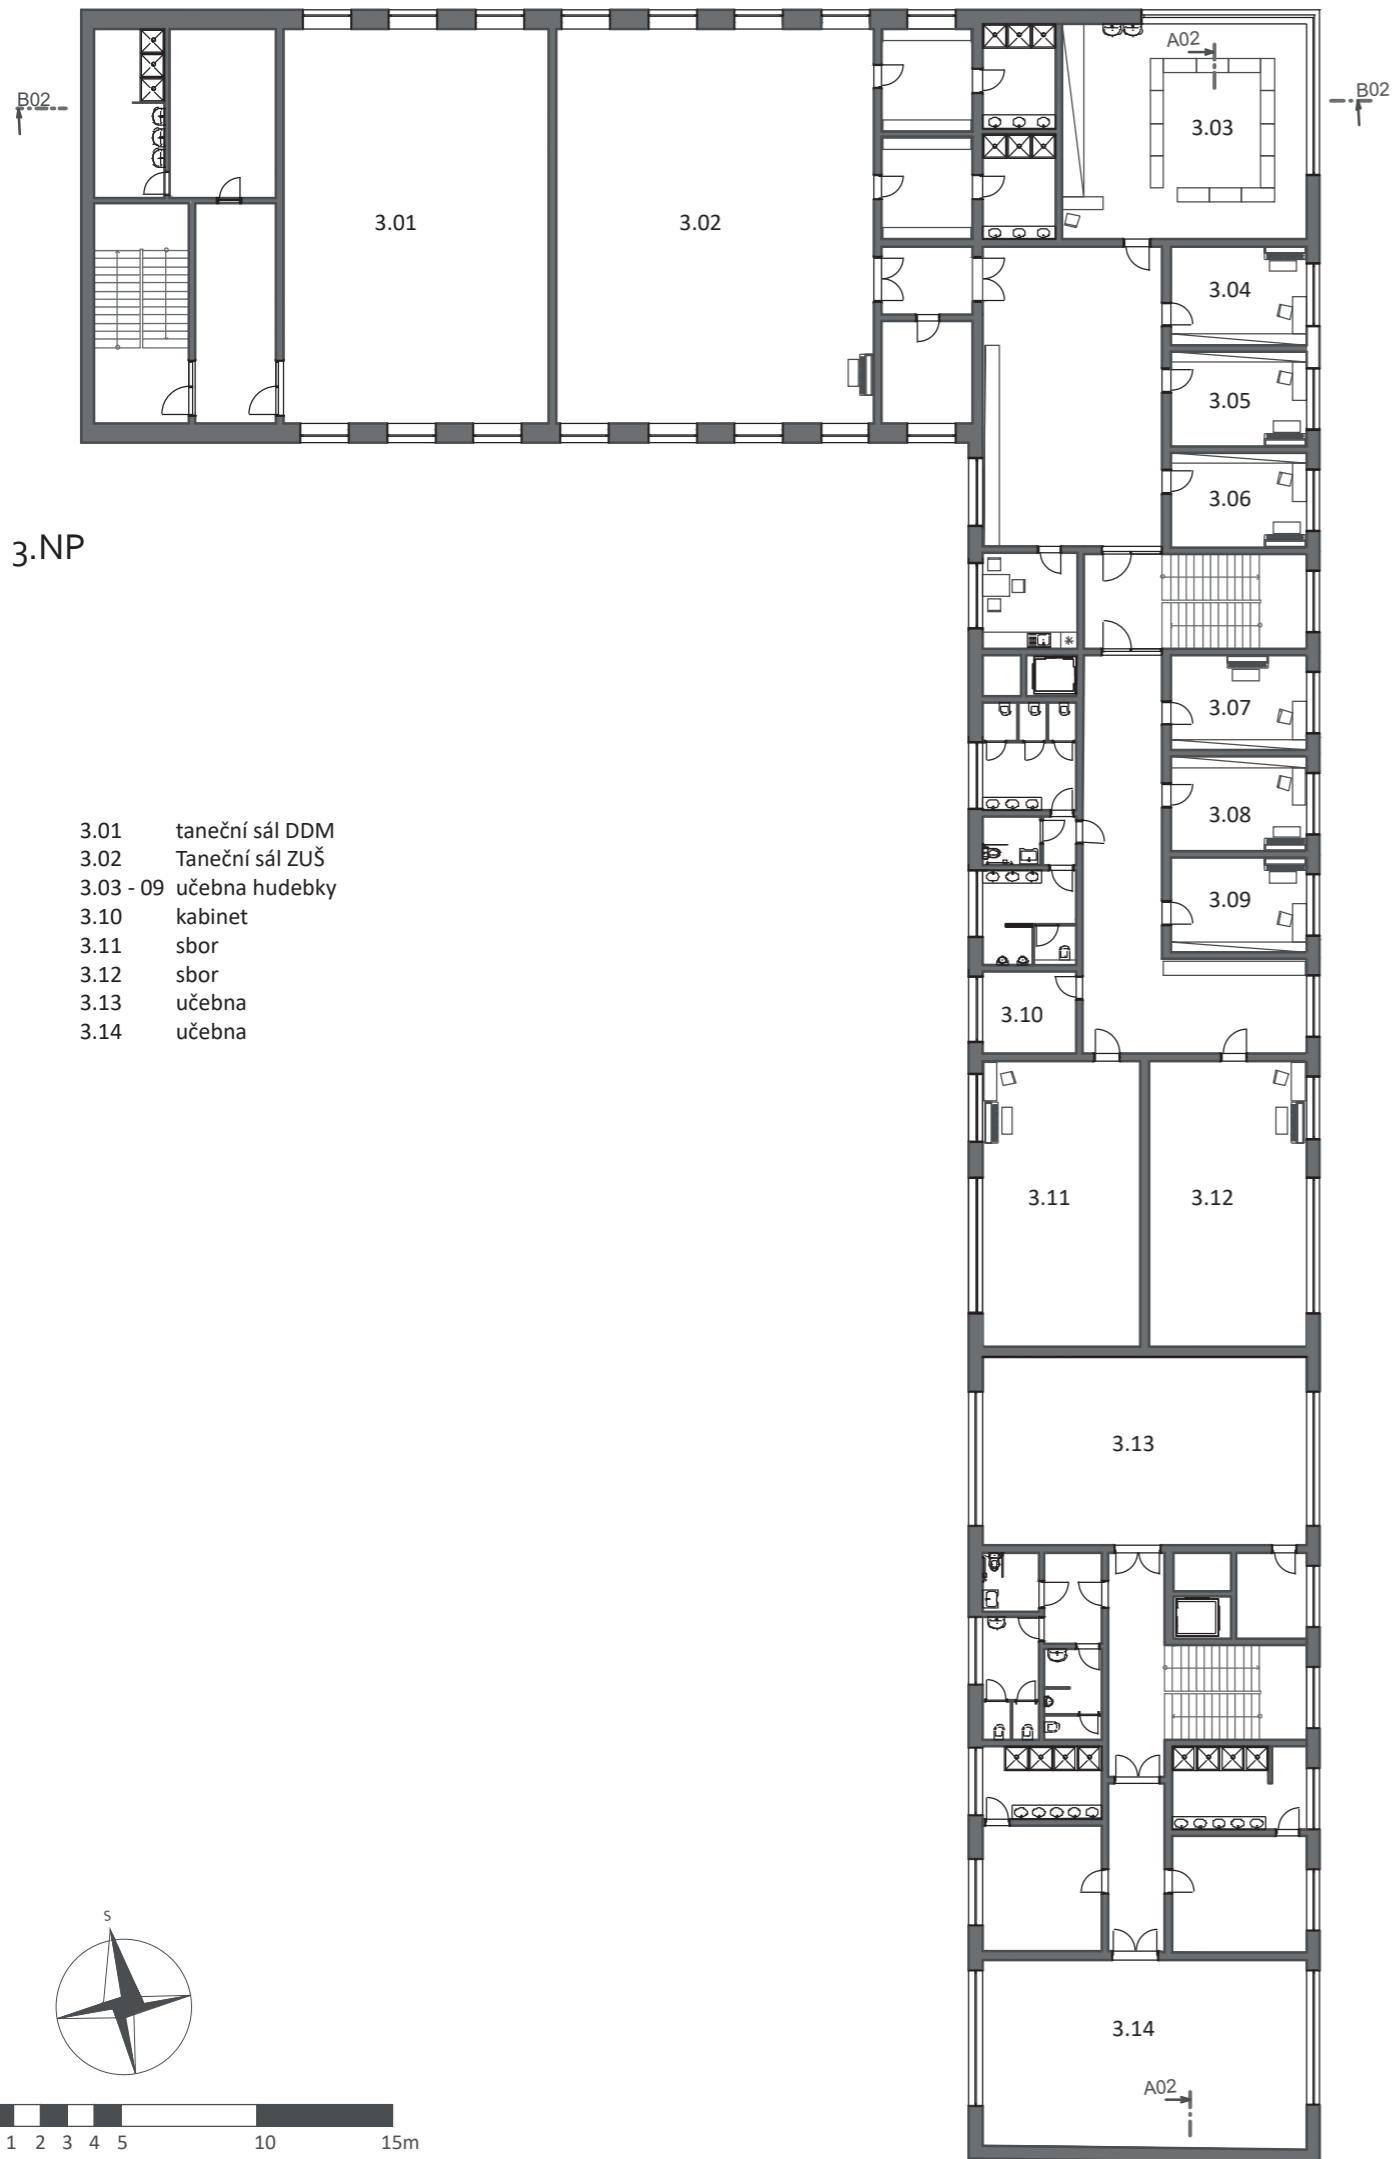 A02
B02
B02
3.03
3.01
3.02
3.04
3.05
3.06
3.NP
3.07
3.08
3.09
3.01 taneční sál DDM
3.02 Taneční sál ZUŠ
3.03 - 09 učebna hudebky
3.10 kabinet
3.11 sbor
3.12 sbor
3.13 učebna
3.14 učebna
3.10
3.11
3.12
3.13
S
3.14
A02
1 2 3 4 5 10 15m